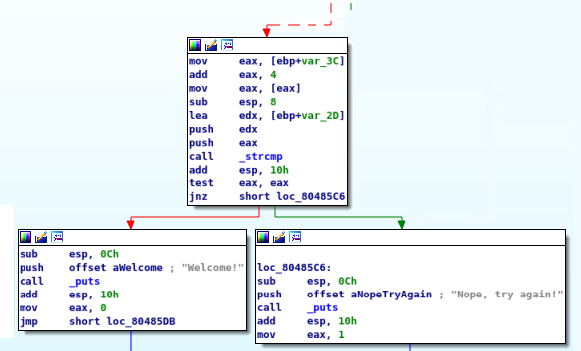 mov eax, [ebp+var_3C]
add eax, 4
mov eax, [eax]
sub esp, 8
lea edx, [ebp+var_2D]
push edx
push eax
call _strcmp
add esp, 10h
test eax, eax
jnz short loc_80485C6
sub esp, 0Ch
push offset aWelcome ; "Welcome!"
call _puts
add esp, 10h
mov eax, 0
jmp short loc_80485DB
loc_80485C6:
sub esp, 0Ch
push offset aNopeTryAgain ; "Nope, try again!"
call _puts
add esp, 10h
mov eax, 1